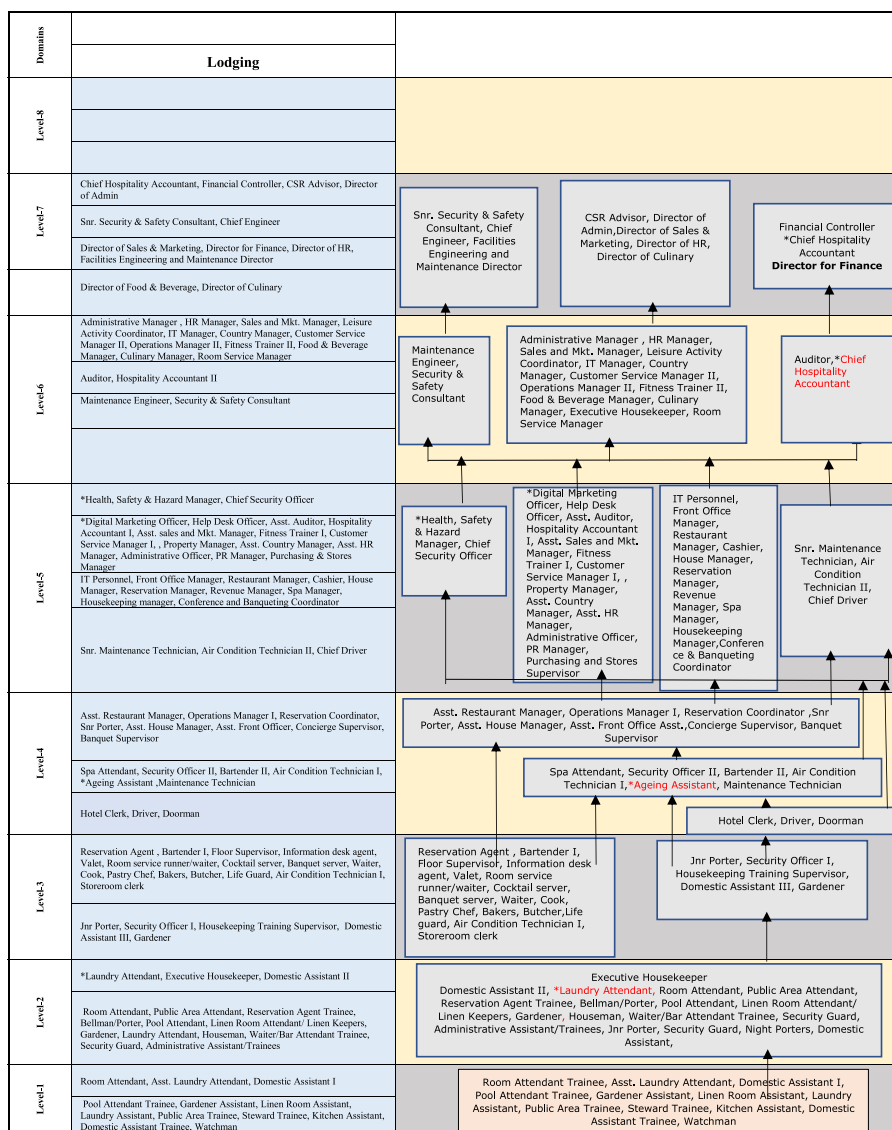 Domains
Lodging
Level-8
Level-7
Chief Hospitality Accountant, Financial Controller, CSR Advisor, Director
of Admin
Snr. Security & Safety Consultant, Chief Engineer
Director of Sales & Marketing, Director for Finance, Director of HR,
Facilities Engineering and Maintenance Director
Director of Food & Beverage, Director of Culinary
Snr. Security & Safety
Consultant, Chief
Engineer, Facilities
Engineering and
Maintenance Director
CSR Advisor, Director of
Admin,Director of Sales &
Marketing, Director of HR,
Director of Culinary
Financial Controller
*Chief Hospitality
Accountant
Director for Finance
Level-6
Administrative Manager , HR Manager, Sales and Mkt. Manager, Leisure
Activity Coordinator, IT Manager, Country Manager, Customer Service
Manager II, Operations Manager II, Fitness Trainer II, Food & Beverage
Manager, Culinary Manager, Room Service Manager
Auditor, Hospitality Accountant II
Maintenance Engineer, Security & Safety Consultant
Maintenance
Engineer,
Security &
Safety
Consultant
Administrative Manager , HR Manager,
Sales and Mkt. Manager, Leisure Activity
Coordinator, IT Manager, Country
Manager, Customer Service Manager II,
Operations Manager II, Fitness Trainer II,
Food & Beverage Manager, Culinary
Manager, Executive Housekeeper, Room
Service Manager
Auditor,*Chief
Hospitality
Accountant
Level-5
*Health, Safety & Hazard Manager, Chief Security Officer
*Digital Marketing Officer, Help Desk Officer, Asst. Auditor, Hospitality
Accountant I, Asst. sales and Mkt. Manager, Fitness Trainer I, Customer
Service Manager I, , Property Manager, Asst. Country Manager, Asst. HR
Manager, Administrative Officer, PR Manager, Purchasing & Stores
Manager
IT Personnel, Front Office Manager, Restaurant Manager, Cashier, House
Manager, Reservation Manager, Revenue Manager, Spa Manager,
Housekeeping manager, Conference and Banqueting Coordinator
Snr. Maintenance Technician, Air Condition Technician II, Chief Driver
*Health, Safety
& Hazard
Manager, Chief
Security Officer
*Digital Marketing
Officer, Help Desk
Officer, Asst. Auditor,
Hospitality Accountant
I, Asst. Sales and Mkt.
Manager, Fitness
Trainer I, Customer
Service Manager I, ,
Property Manager,
Asst. Country
Manager, Asst. HR
Manager,
Administrative Officer,
PR Manager,
Purchasing and Stores
Supervisor
IT Personnel,
Front Office
Manager,
Restaurant
Manager, Cashier,
House Manager,
Reservation
Manager,
Revenue
Manager, Spa
Manager,
Housekeeping
Manager,Conferen
ce & Banqueting
Coordinator
Snr. Maintenance
Technician, Air
Condition
Technician II,
Chief Driver
Level-4
Asst. Restaurant Manager, Operations Manager I, Reservation Coordinator,
Snr Porter, Asst. House Manager, Asst. Front Officer, Concierge Supervisor,
Banquet Supervisor
Spa Attendant, Security Officer II, Bartender II, Air Condition Technician I,
*Ageing Assistant ,Maintenance Technician
Hotel Clerk, Driver, Doorman
Asst. Restaurant Manager, Operations Manager I, Reservation Coordinator ,Snr
Porter, Asst. House Manager, Asst. Front Office Asst.,Concierge Supervisor, Banquet
Supervisor
Spa Attendant, Security Officer II, Bartender II, Air Condition
Technician I,*Ageing Assistant, Maintenance Technician
Hotel Clerk, Driver, Doorman
Level-3
Reservation Agent , Bartender I, Floor Supervisor, Information desk agent,
Valet, Room service runner/waiter, Cocktail server, Banquet server, Waiter,
Cook, Pastry Chef, Bakers, Butcher, Life Guard, Air Condition Technician I,
Storeroom clerk
Jnr Porter, Security Officer I, Housekeeping Training Supervisor, Domestic
Assistant III, Gardener
Reservation Agent , Bartender I,
Floor Supervisor, Information desk
agent, Valet, Room service
runner/waiter, Cocktail server,
Banquet server, Waiter, Cook,
Pastry Chef, Bakers, Butcher,Life
guard, Air Condition Technician I,
Storeroom clerk
Jnr Porter, Security Officer I,
Housekeeping Training Supervisor,
Domestic Assistant III, Gardener
Level-2
*Laundry Attendant, Executive Housekeeper, Domestic Assistant II
Room Attendant, Public Area Attendant, Reservation Agent Trainee,
Bellman/Porter, Pool Attendant, Linen Room Attendant/ Linen Keepers,
Gardener, Laundry Attendant, Houseman, Waiter/Bar Attendant Trainee,
Security Guard, Administrative Assistant/Trainees
Executive Housekeeper
Domestic Assistant II, *Laundry Attendant, Room Attendant, Public Area Attendant,
Reservation Agent Trainee, Bellman/Porter, Pool Attendant, Linen Room Attendant/
Linen Keepers, Gardener, Houseman, Waiter/Bar Attendant Trainee, Security Guard,
Administrative Assistant/Trainees, Jnr Porter, Security Guard, Night Porters, Domestic
Assistant,
Level-1
Room Attendant, Asst. Laundry Attendant, Domestic Assistant I
Pool Attendant Trainee, Gardener Assistant, Linen Room Assistant,
Laundry Assistant, Public Area Trainee, Steward Trainee, Kitchen Assistant,
Domestic Assistant Trainee, Watchman
Room Attendant Trainee, Asst. Laundry Attendant, Domestic Assistant I,
Pool Attendant Trainee, Gardener Assistant, Linen Room Assistant, Laundry
Assistant, Public Area Trainee, Steward Trainee, Kitchen Assistant, Domestic
Assistant Trainee, Watchman